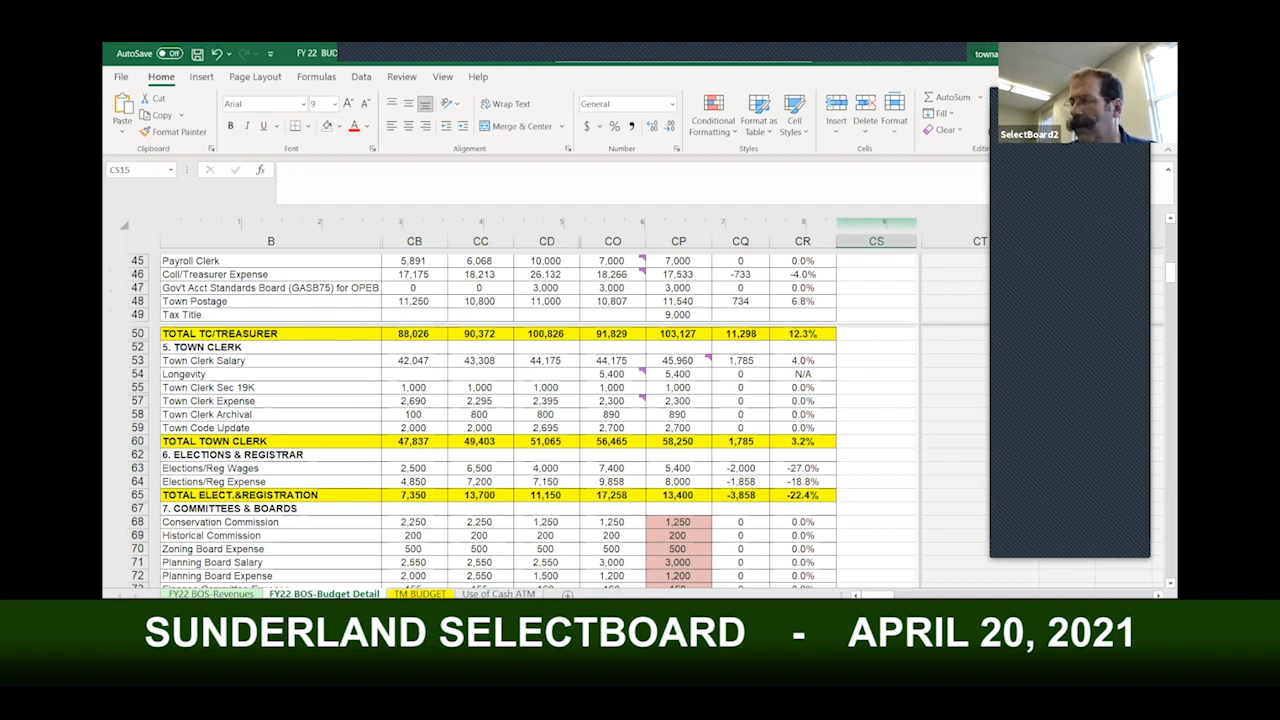 AutoSave Off FY 22 BUD towna
File Home Insert Page Layout Formulas Data Review View Help
Paste Cut Copy Format Painter Clipboard
Arial 9 A A B I U A Font
Wrap Text Merge & Center Alignment
General $ % , Number
Conditional Formatting Format as Table Cell Styles Styles
Insert Delete Format Cells
AutoSum Fill Clear Editin
SelectBoard2
CS15 fx
1 2 3 4 5 6 7 8 9
B CB CC CD CO CP CQ CR CS CT
45 Payroll Clerk 5,891 6,068 10,000 7,000 7,000 0 0.0%
46 Coll/Treasurer Expense 17,175 18,213 26,132 18,266 17,533 -733 -4.0%
47 Gov't Acct Standards Board (GASB75) for OPEB 0 0 3,000 3,000 3,000 0 0.0%
48 Town Postage 11,250 10,800 11,000 10,807 11,540 734 6.8%
49 Tax Title 9,000
50 TOTAL TC/TREASURER 88,026 90,372 100,826 91,829 103,127 11,298 12.3%
52 5. TOWN CLERK
53 Town Clerk Salary 42,047 43,308 44,175 44,175 45,960 1,785 4.0%
54 Longevity 5,400 5,400 0 N/A
55 Town Clerk Sec 19K 1,000 1,000 1,000 1,000 1,000 0 0.0%
57 Town Clerk Expense 2,690 2,295 2,395 2,300 2,300 0 0.0%
58 Town Clerk Archival 100 800 800 890 890 0 0.0%
59 Town Code Update 2,000 2,000 2,695 2,700 2,700 0 0.0%
60 TOTAL TOWN CLERK 47,837 49,403 51,065 56,465 58,250 1,785 3.2%
62 6. ELECTIONS & REGISTRAR
63 Elections/Reg Wages 2,500 6,500 4,000 7,400 5,400 -2,000 -27.0%
64 Elections/Reg Expense 4,850 7,200 7,150 9,858 8,000 -1,858 -18.8%
65 TOTAL ELECT.&REGISTRATION 7,350 13,700 11,150 17,258 13,400 -3,858 -22.4%
67 7. COMMITTEES & BOARDS
68 Conservation Commission 2,250 2,250 1,250 1,250 1,250 0 0.0%
69 Historical Commission 200 200 200 200 200 0 0.0%
70 Zoning Board Expense 500 500 500 500 500 0 0.0%
71 Planning Board Salary 2,550 2,550 2,550 3,000 3,000 0 0.0%
72 Planning Board Expense 2,000 2,550 1,500 1,200 1,200 0 0.0%
FY22 BOS-Revenues FY22 BOS-Budget Detail TM BUDGET Use of Cash ATM
SUNDERLAND SELECTBOARD - APRIL 20, 2021